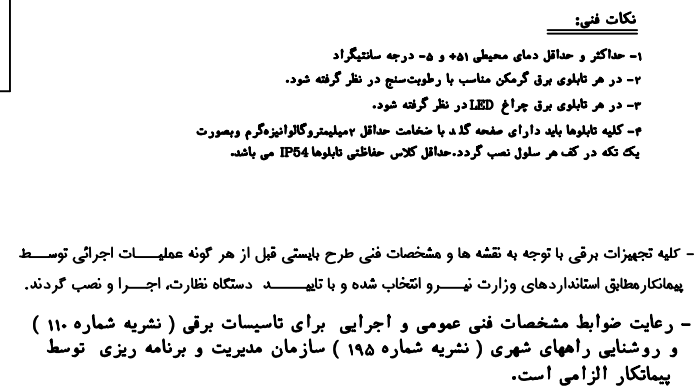 نکات فنی:
۱- حداکثر و حداقل دمای محیطی ۵۱+ و ۵- درجه سانتیگراد
۲- در هر تابلوی برق گرمکن مناسب با رطوبت‌سنج در نظر گرفته شود.
۳- در هر تابلوی برق چراغ LED در نظر گرفته شود.
۴- کلیه تابلوها باید دارای صفحه گلند با ضخامت حداقل ۲میلیمتروگالوانیزه‌گرم وبصورت
یک تکه در کف هر سلول نصب گردد.حداقل کلاس حفاظتی تابلوها IP54 می باشد.
- کلیه تجهیزات برقی با توجه به نقشه ها و مشخصات فنی طرح بایستی قبل از هر گونه عملیـــات اجرائی توســـط
پیمانکارمطابق استانداردهای وزارت نیـــرو انتخاب شده و با تاییـــــد دستگاه نظارت، اجـــرا و نصب گردند.
- رعایت ضوابط مشخصات فنی عمومی و اجرایی برای تاسیسات برقی ( نشریه شماره ۱۱۰ )
و روشنایی راههای شهری ( نشریه شماره ۱۹۵ ) سازمان مدیریت و برنامه ریزی توسط
پیماتکار الزامی است.